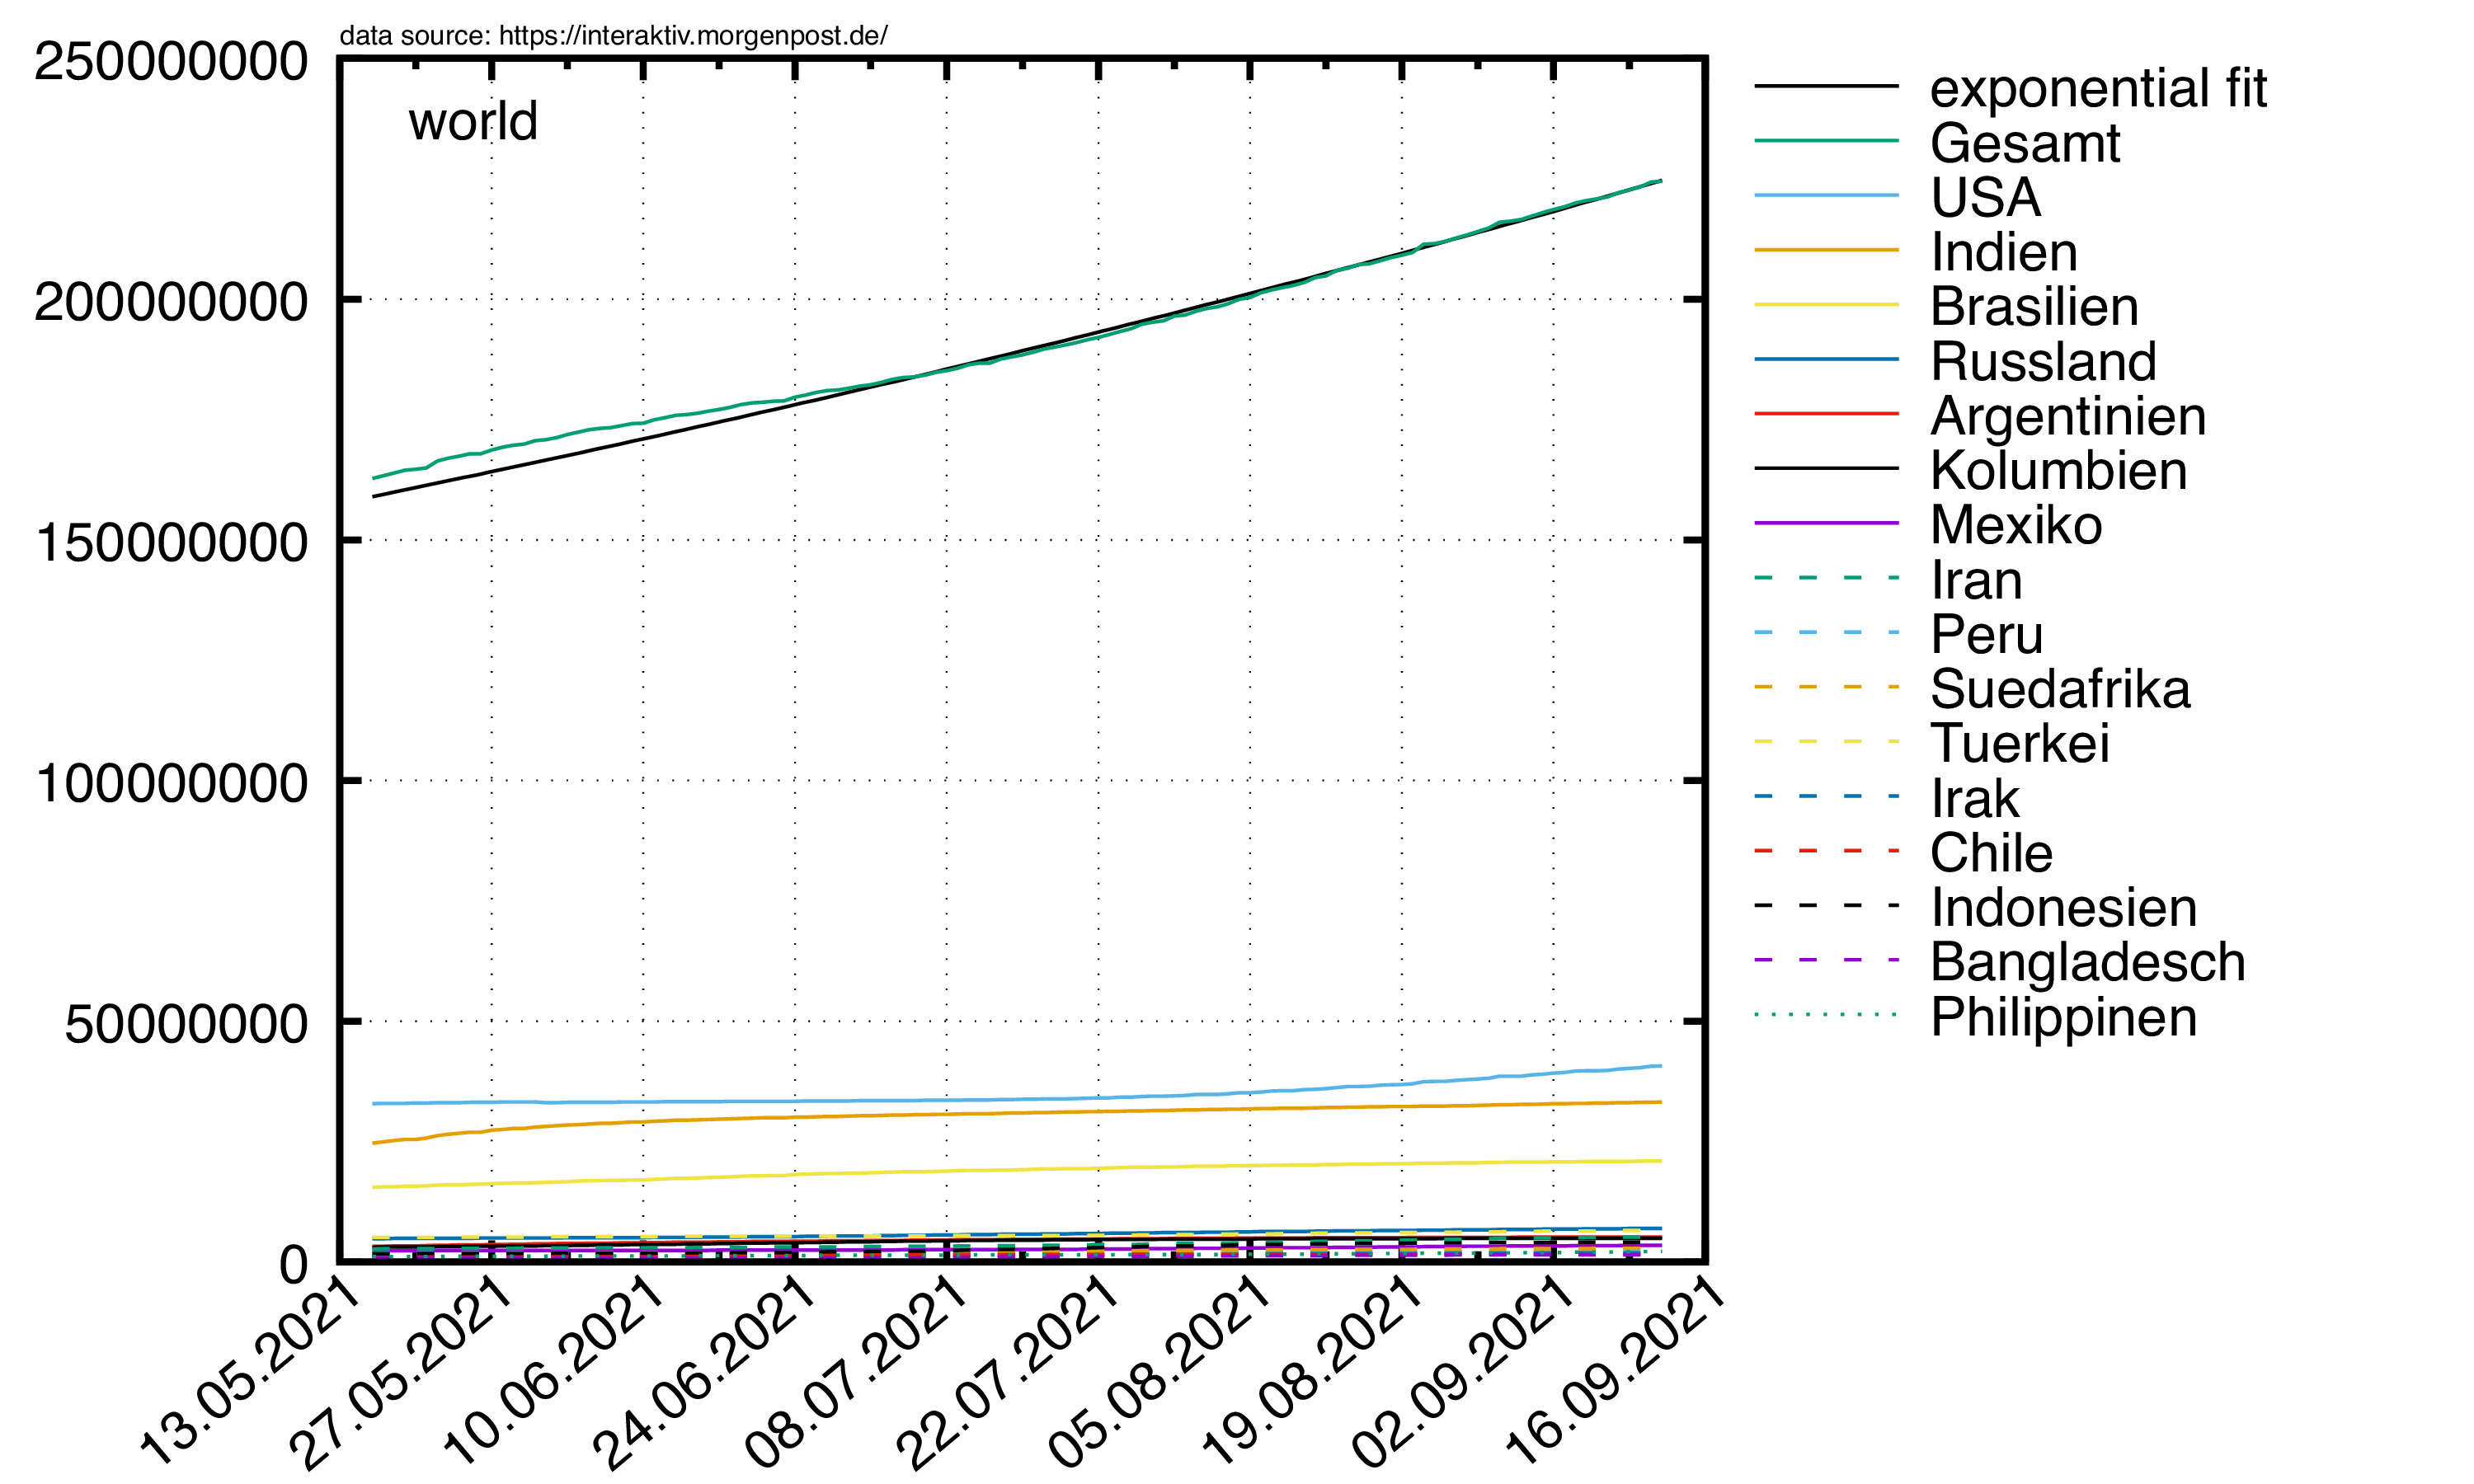 data source: https://interaktiv.morgenpost.de/
250000000
200000000
150000000
100000000
50000000
0
world
13.05.2021
27.05.2021
10.06.2021
24.06.2021
08.07.2021
22.07.2021
05.08.2021
19.08.2021
02.09.2021
16.09.2021
exponential fit
Gesamt
USA
Indien
Brasilien
Russland
Argentinien
Kolumbien
Mexiko
Iran
Peru
Suedafrika
Tuerkei
Irak
Chile
Indonesien
Bangladesch
Philippinen